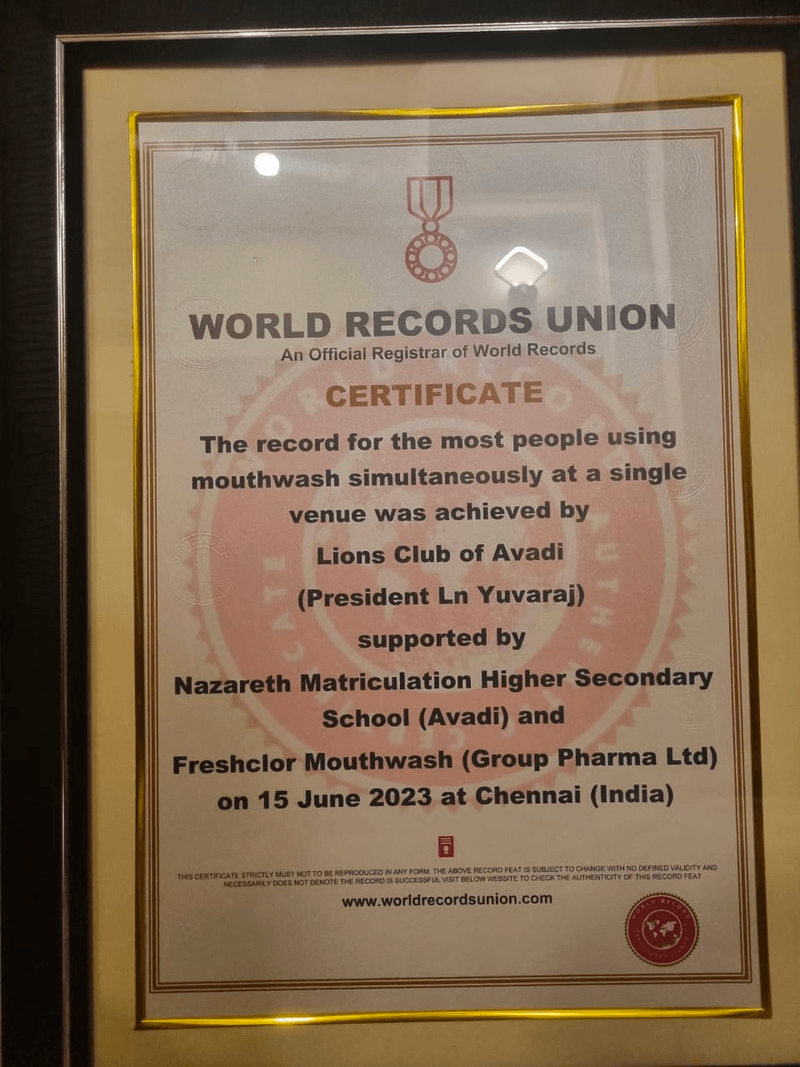 WORLD RECORDS UNION
An Official Registrar of World Records
CERTIFICATE
The record for the most people using
mouthwash simultaneously at a single
venue was achieved by
Lions Club of Avadi
(President Ln Yuvaraj)
supported by
Nazareth Matriculation Higher Secondary
School (Avadi) and
Freshclor Mouthwash (Group Pharma Ltd)
on 15 June 2023 at Chennai (India)
THIS CERTIFICATE STRICTLY MUST NOT TO BE REPRODUCED IN ANY FORM. THE ABOVE RECORD FEAT IS SUBJECT TO CHANGE WITH NO DEFINED VALIDITY AND
NECESSARILY DOES NOT DENOTE THE RECORD IS SUCCESSFUL VISIT BELOW WEBSITE TO CHECK THE AUTHENTICITY OF THIS RECORD FEAT
www.worldrecordsunion.com
WORLD RECORD